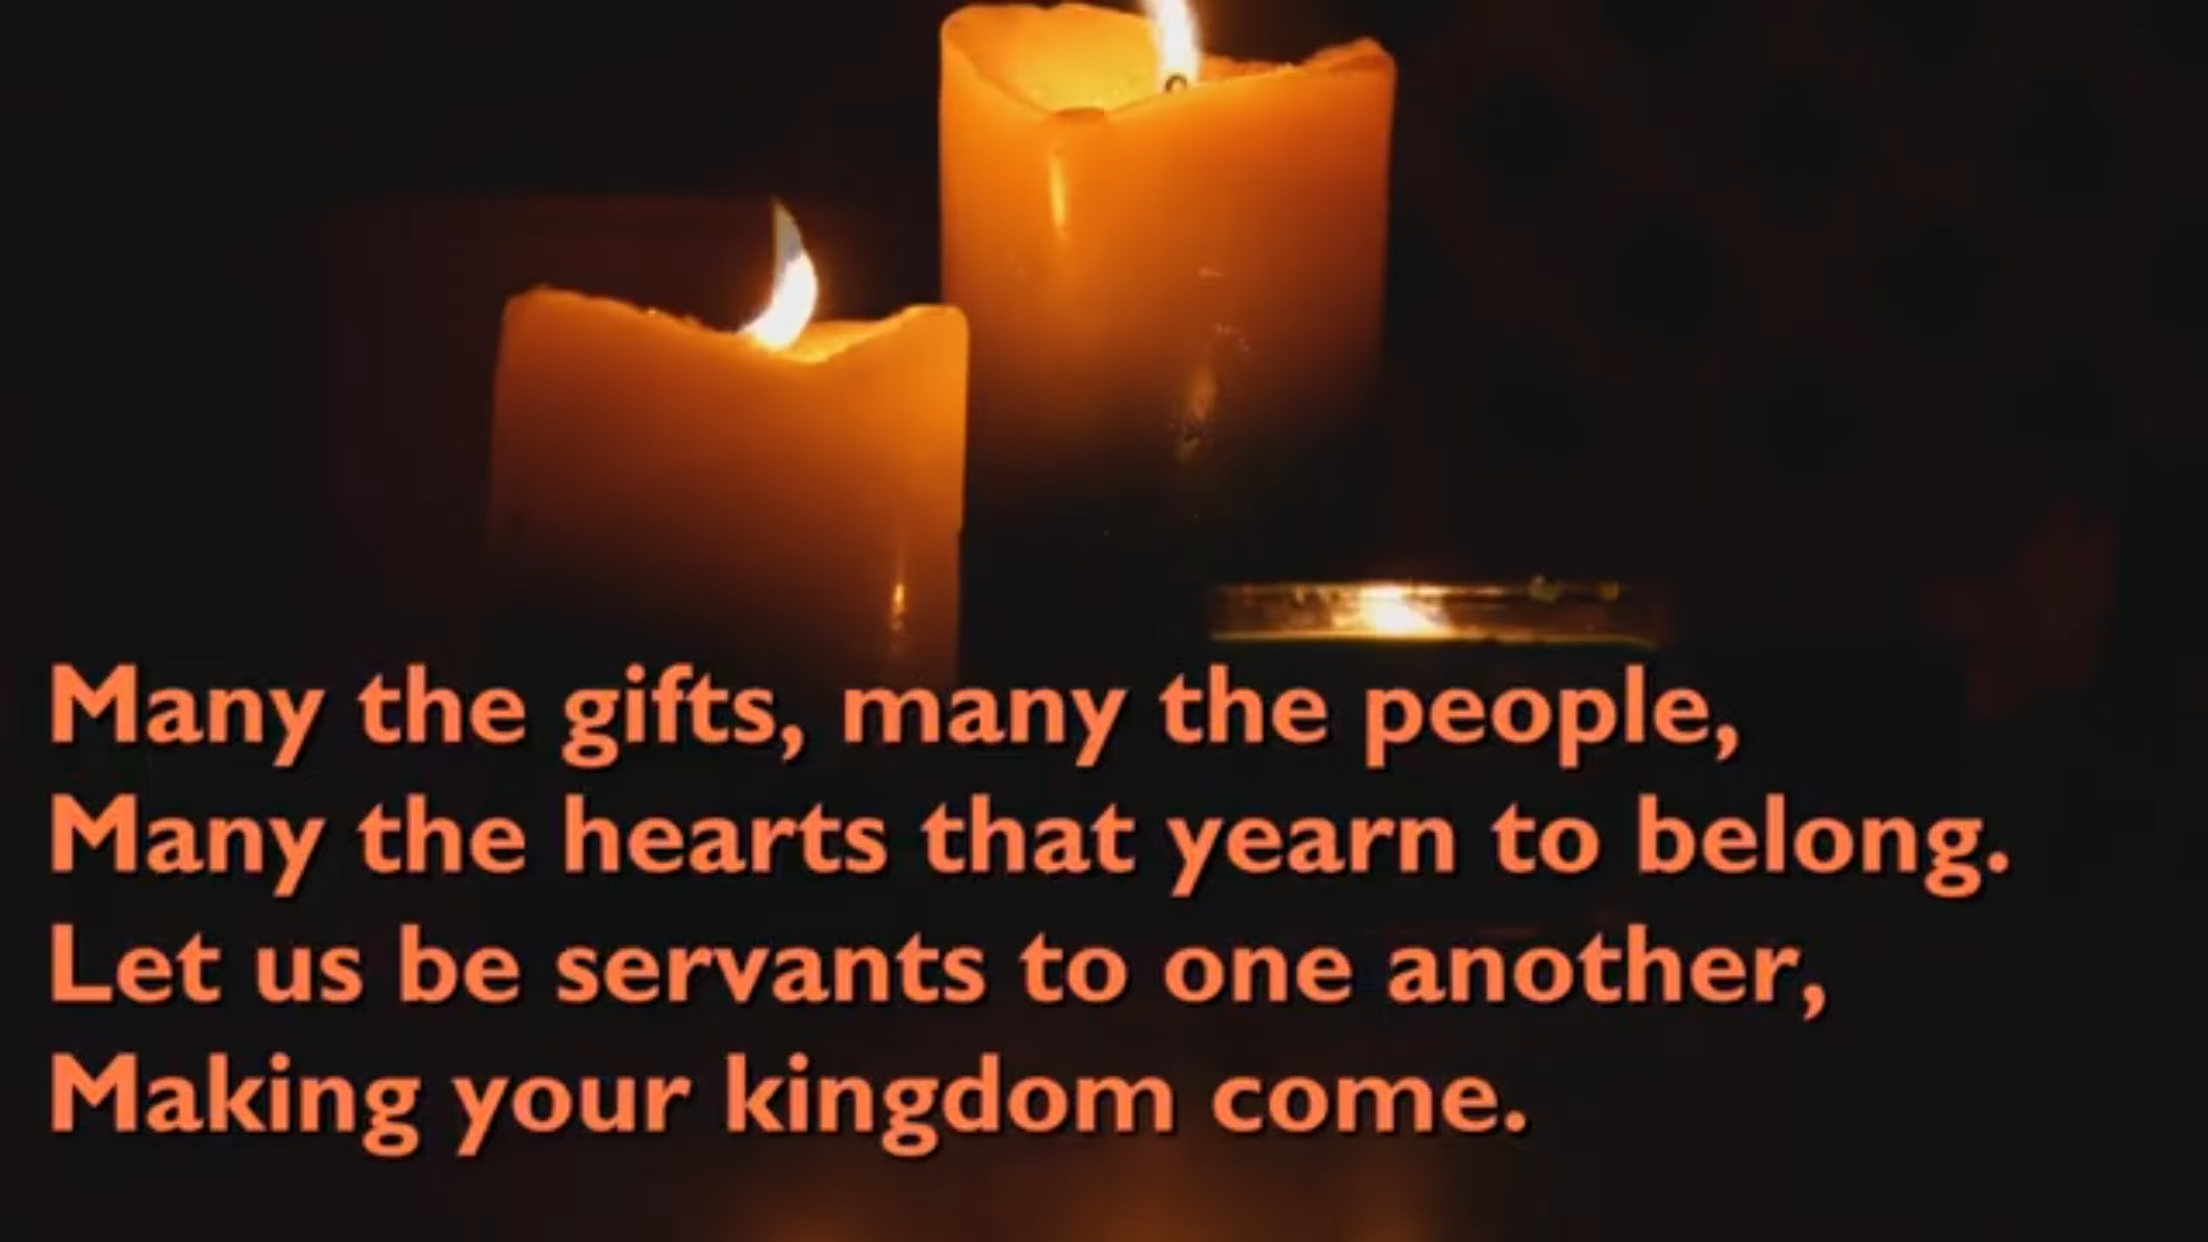 Many the gifts, many the people,
Many the hearts that yearn to belong.
Let us be servants to one another,
Making your kingdom come.